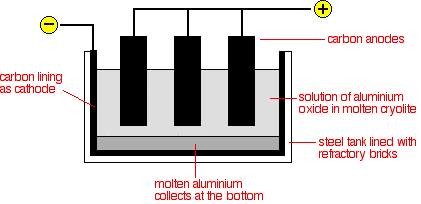 −
+
carbon anodes
carbon lining
as cathode
solution of aluminium
oxide in molten cryolite
steel tank lined with
refractory bricks
molten aluminium
collects at the bottom